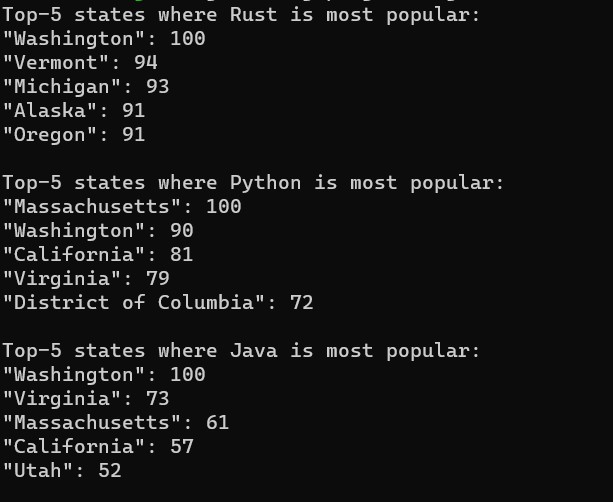 Top-5 states where Rust is most popular:
"Washington": 100
"Vermont": 94
"Michigan": 93
"Alaska": 91
"Oregon": 91
Top-5 states where Python is most popular:
"Massachusetts": 100
"Washington": 90
"California": 81
"Virginia": 79
"District of Columbia": 72
Top-5 states where Java is most popular:
"Washington": 100
"Virginia": 73
"Massachusetts": 61
"California": 57
"Utah": 52